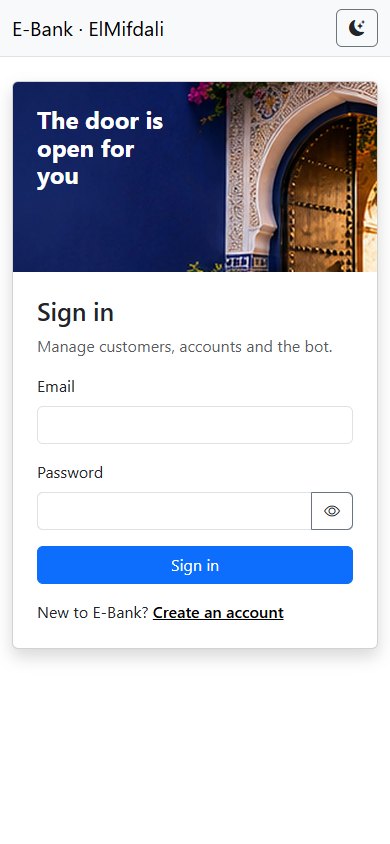 E-Bank · ElMifdali
The door is
open for
you
Sign in
Manage customers, accounts and the bot.
Email
Password
Sign in
New to E-Bank? Create an account